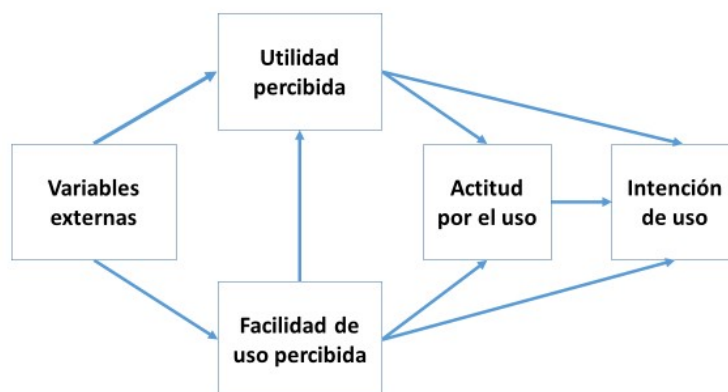 Utilidad
percibida
Variables
externas
Actitud
por el uso
Intención
de uso
Facilidad de
uso percibida